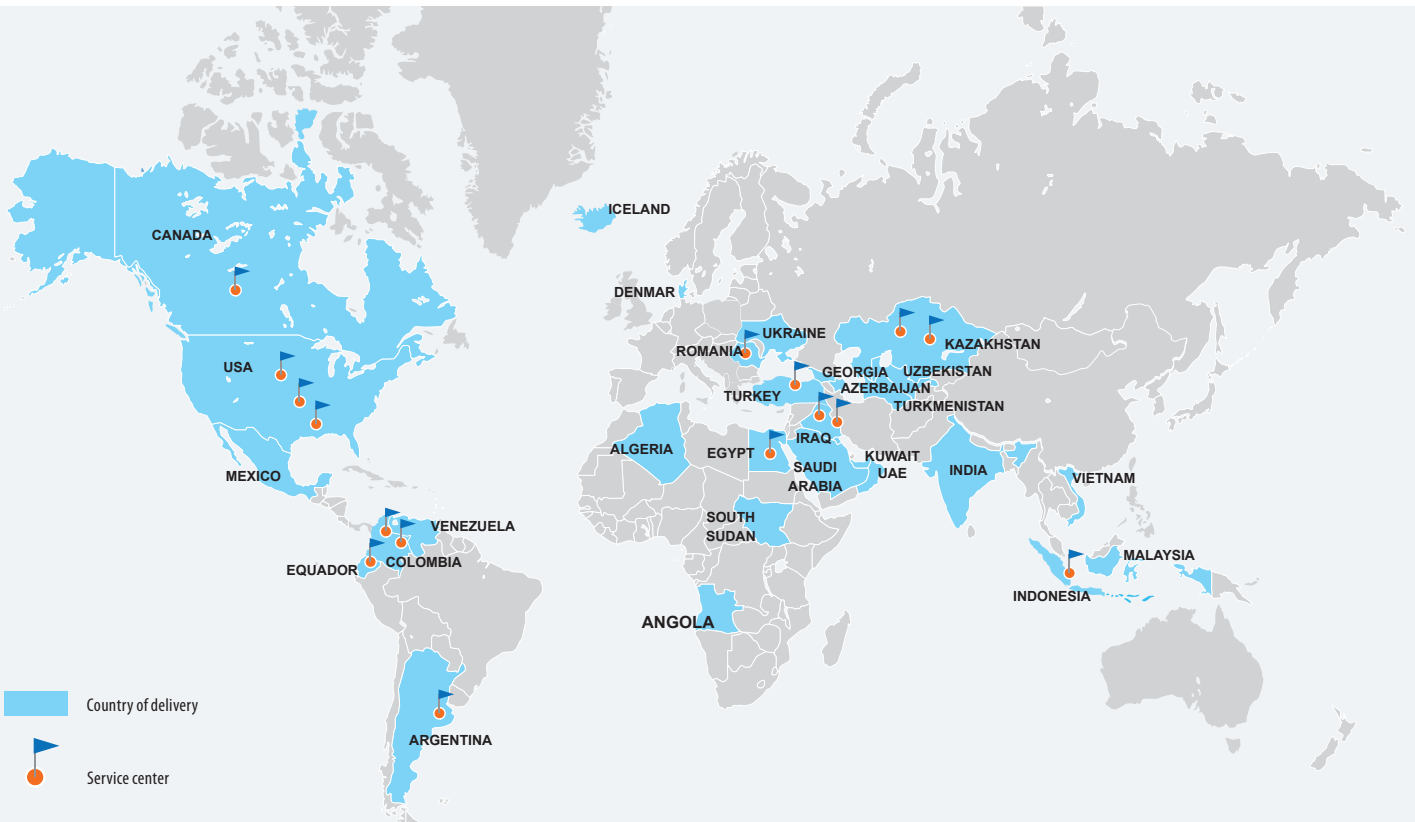 ICELAND
CANADA
DENMAR
UKRAINE
ROMANIA
KAZAKHSTAN
USA
GEORGIA
UZBEKISTAN
AZERBAIJAN
TURKEY
TURKMENISTAN
IRAQ
ALGERIA
EGYPT
KUWAIT
UAE
SAUDI
ARABIA
INDIA
MEXICO
VIETNAM
SOUTH
SUDAN
VENEZUELA
COLOMBIA
EQUADOR
MALAYSIA
INDONESIA
ANGOLA
ARGENTINA
Country of delivery
Service center